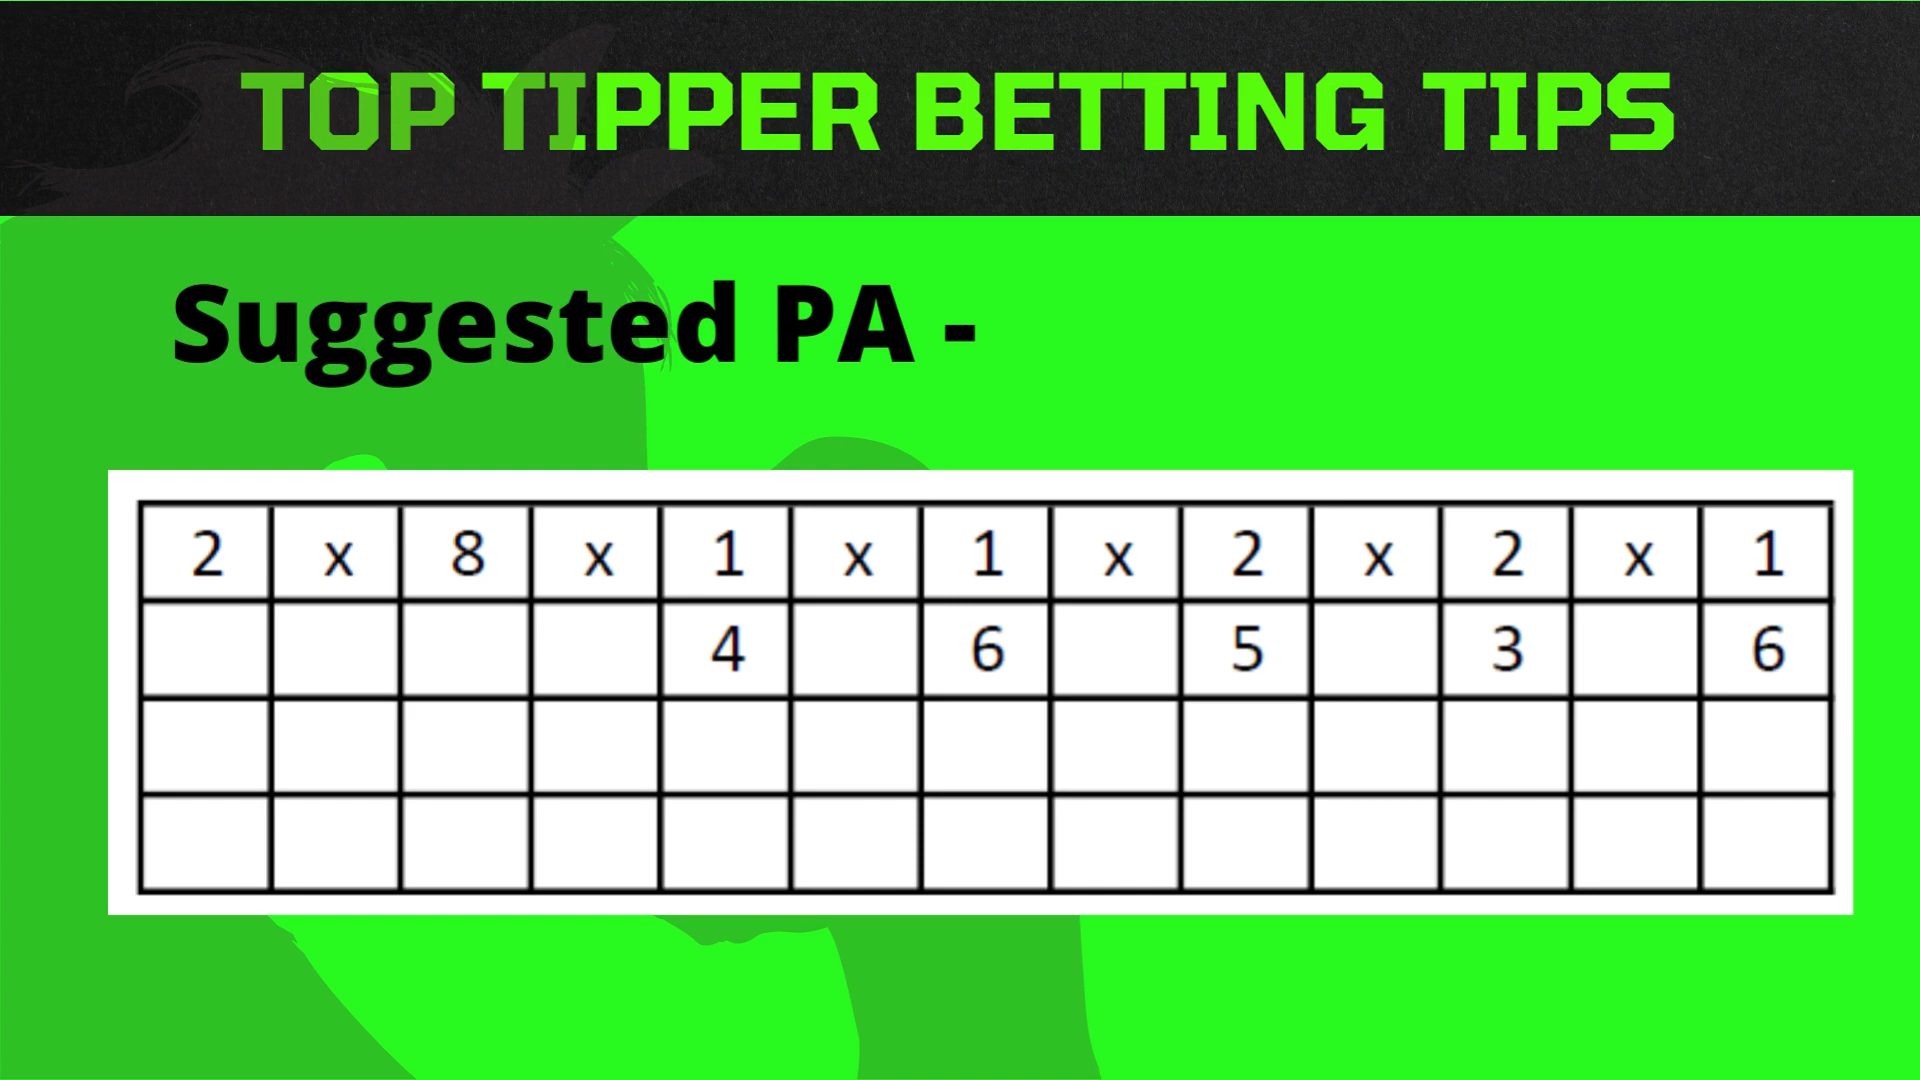 TOP TIPPER BETTING TIPS
Suggested PA -
2 x 8 x 1 x 1 x 2 x 2 x 1
4 6 5 3 6